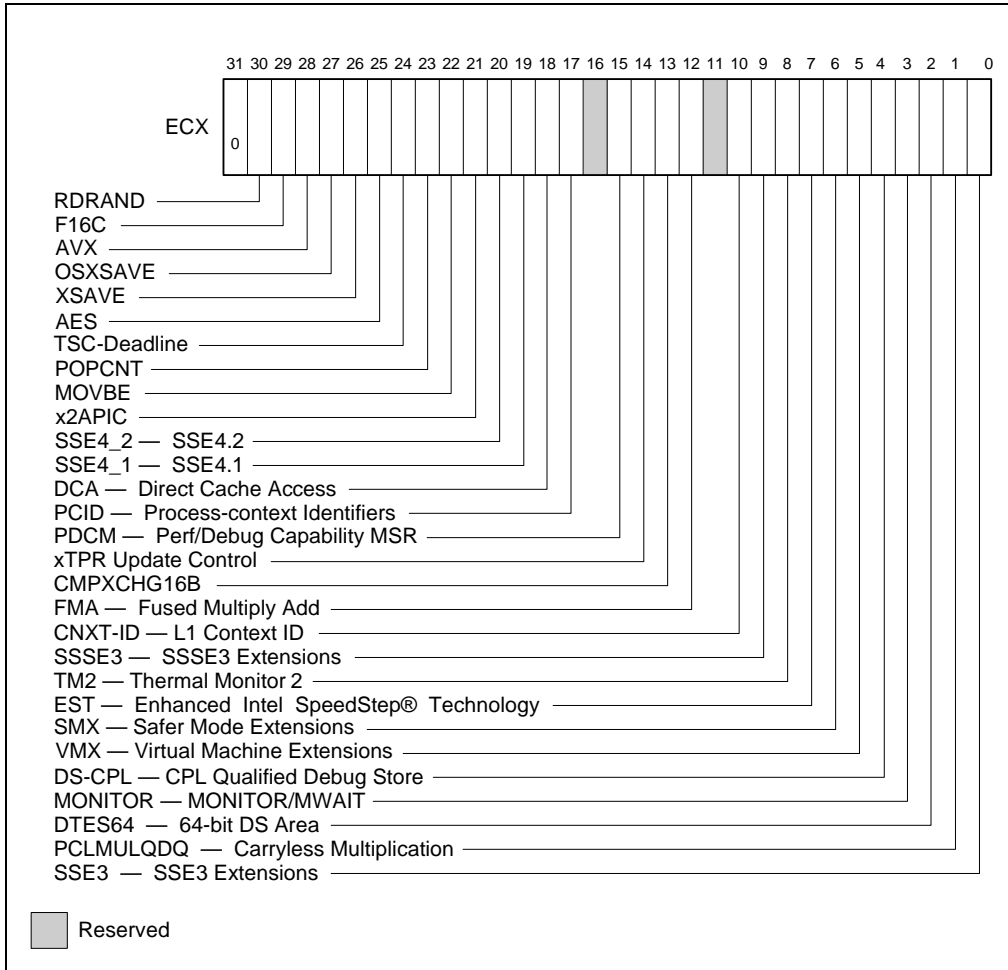 31 30 29 28 27 26 25 24 23 22 21 20 19 18 17 16 15 14 13 12 11 10 9 8 7 6 5 4 3 2 1 0
ECX
0
RDRAND
F16C
AVX
OSXSAVE
XSAVE
AES
TSC-Deadline
POPCNT
MOVBE
x2APIC
SSE4_2 — SSE4.2
SSE4_1 — SSE4.1
DCA — Direct Cache Access
PCID — Process-context Identifiers
PDCM — Perf/Debug Capability MSR
xTPR Update Control
CMPXCHG16B
FMA — Fused Multiply Add
CNXT-ID — L1 Context ID
SSSE3 — SSSE3 Extensions
TM2 — Thermal Monitor 2
EST — Enhanced Intel SpeedStep® Technology
SMX — Safer Mode Extensions
VMX — Virtual Machine Extensions
DS-CPL — CPL Qualified Debug Store
MONITOR — MONITOR/MWAIT
DTES64 — 64-bit DS Area
PCLMULQDQ — Carryless Multiplication
SSE3 — SSE3 Extensions
Reserved